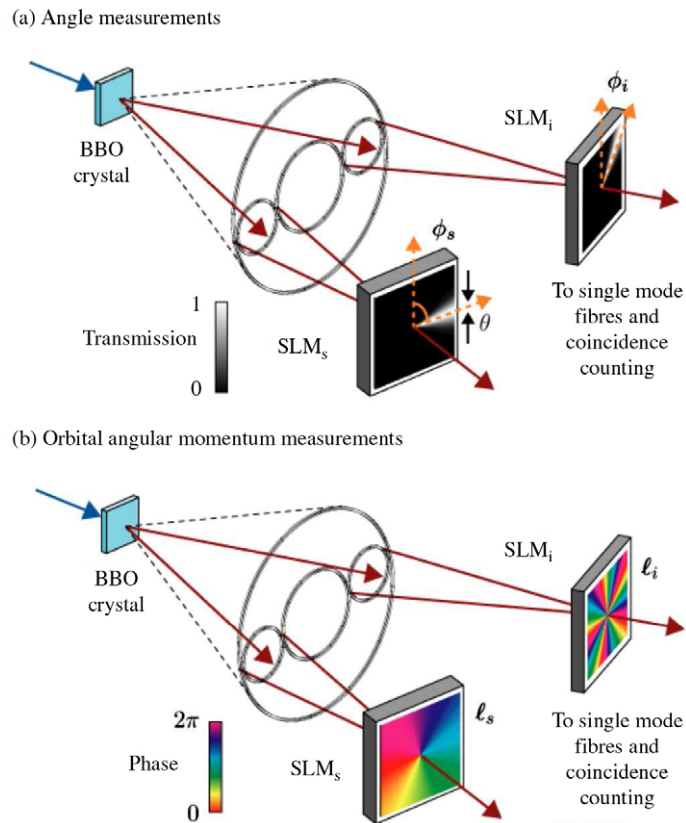 (a) Angle measurements
BBO
crystal
SLMᵢ
ϕᵢ
ϕₛ
θ
1
Transmission
0
SLMₛ
To single mode
fibres and
coincidence
counting
(b) Orbital angular momentum measurements
BBO
crystal
SLMᵢ
ℓᵢ
ℓₛ
2π
Phase
0
SLMₛ
To single mode
fibres and
coincidence
counting